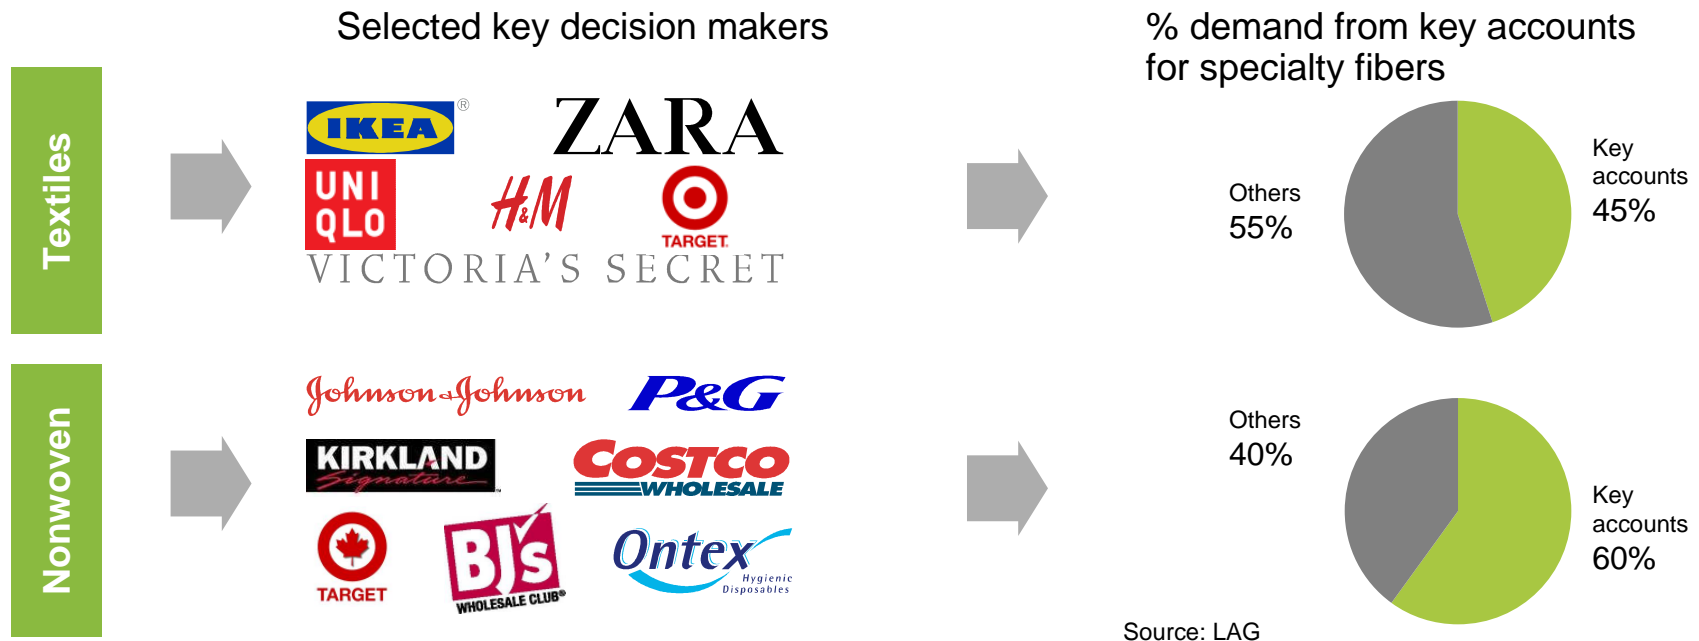 Selected key decision makers
% demand from key accounts
for specialty fibers
Textiles
IKEA®
ZARA
UNI
QLO
H&M
TARGET.
VICTORIA'S SECRET
Others
55%
Key
accounts
45%
Nonwoven
Johnson & Johnson
P&G
KIRKLAND
Signature™
COSTCO
WHOLESALE
TARGET
BJ's
WHOLESALE CLUB®
Ontex
Hygienic
Disposables
Others
40%
Key
accounts
60%
Source: LAG